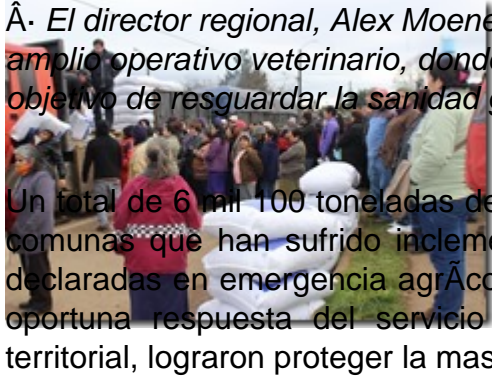 Â· El director regional, Alex Moene
amplio operativo veterinario, dond
objetivo de resguardar la sanidad
Un total de 6 mil 100 toneladas de
comunas que han sufrido inclem
declaradas en emergencia agrÃco
oportuna respuesta del servicio
territorial, lograron proteger la mas